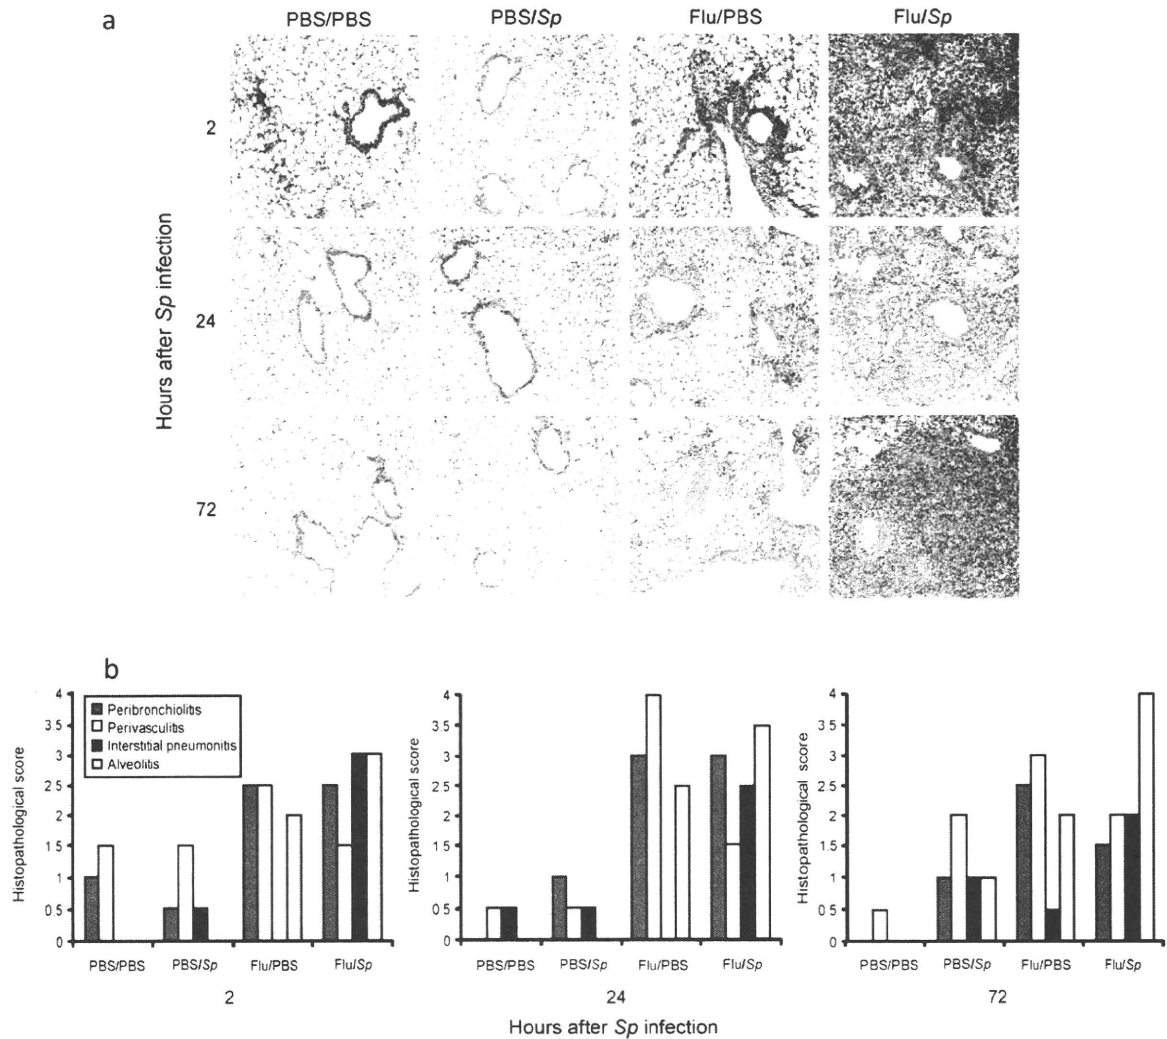 a
PBS/PBS PBS/Sp Flu/PBS Flu/Sp
Hours after Sp infection
2
24
72
b
Histopathological score
4
3.5
3
2.5
2
1.5
1
0.5
0
Peribronchiolitis
Perivasculitis
Interstitial pneumonitis
Alveolitis
PBS/PBS PBS/Sp Flu/PBS Flu/Sp
2
Histopathological score
4
3.5
3
2.5
2
1.5
1
0.5
0
PBS/PBS PBS/Sp Flu/PBS Flu/Sp
24
Histopathological score
4
3.5
3
2.5
2
1.5
1
0.5
0
PBS/PBS PBS/Sp Flu/PBS Flu/Sp
72
Hours after Sp infection